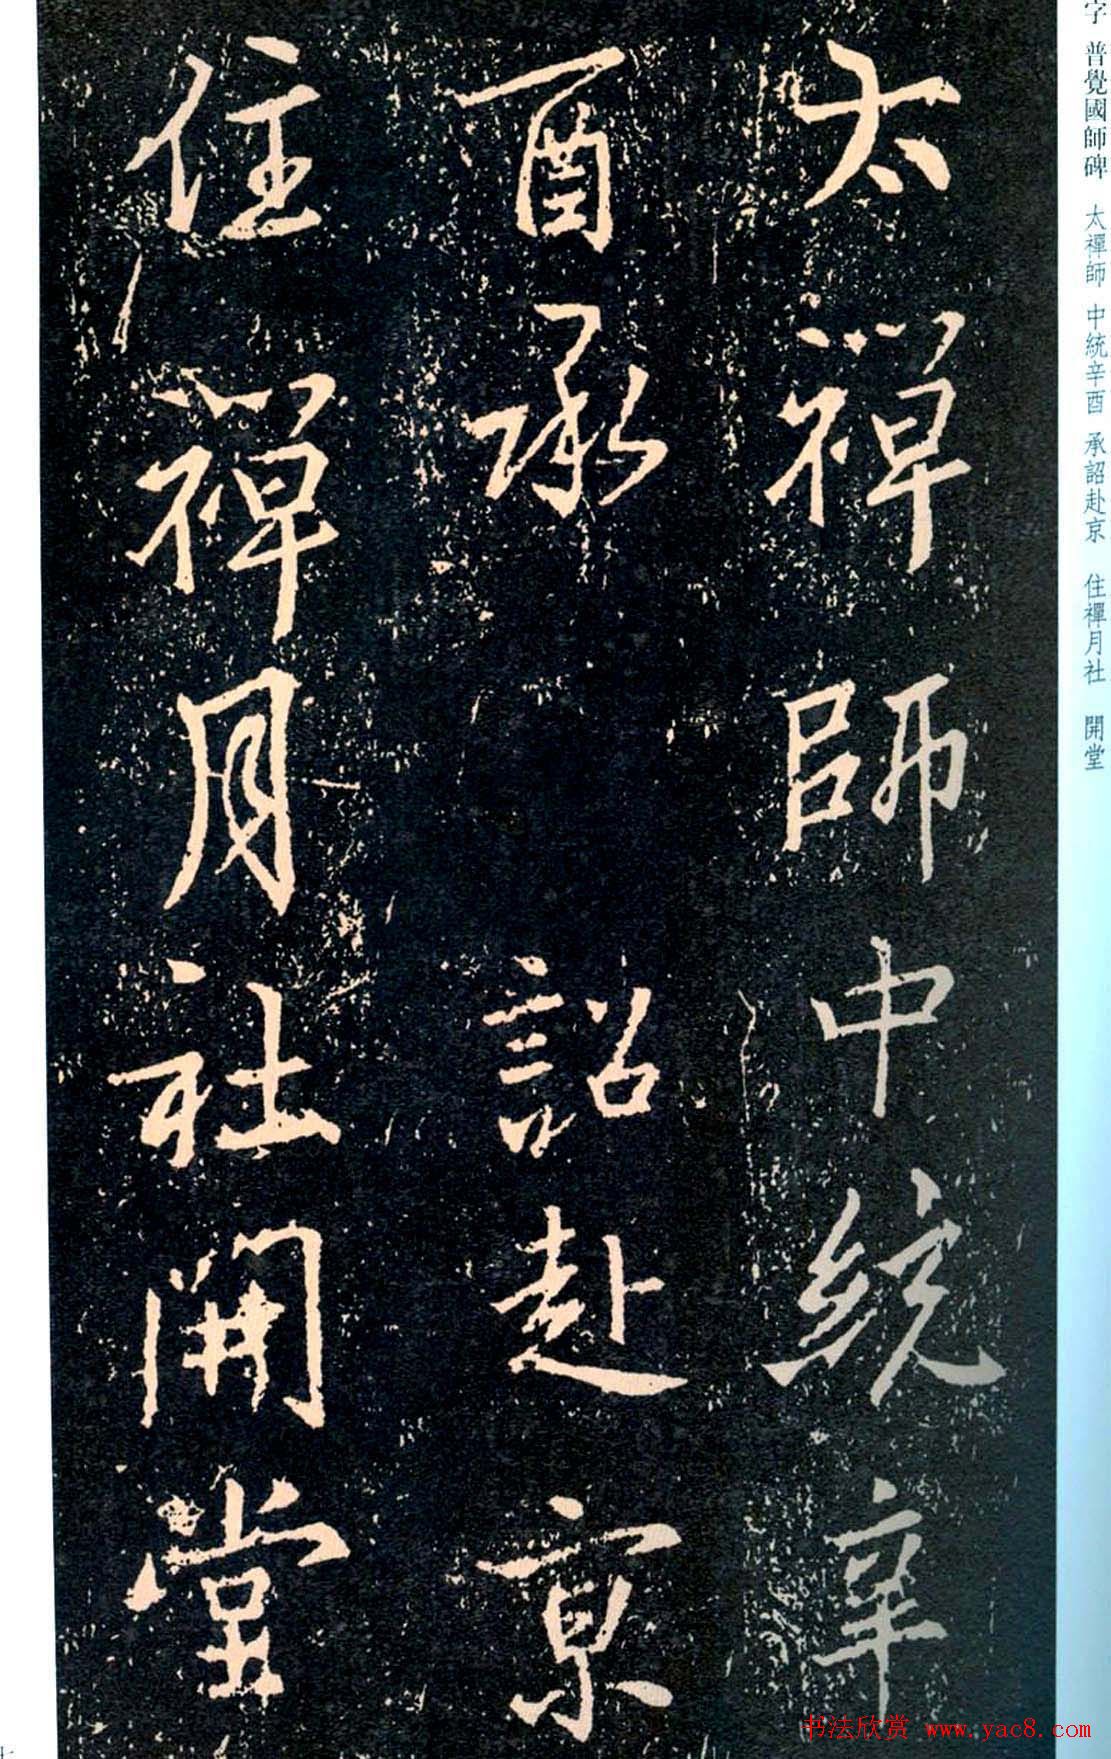 太禪師中統辛
酉承 詔赴京
住禪月社開堂
字 普覺國師碑 太禪師 中統辛酉 承詔赴京 住禪月社 開堂
七
书法欣赏 www.yac8.com